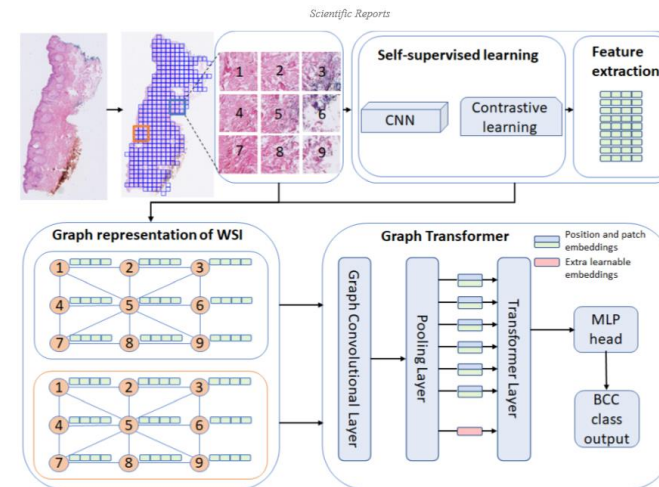 Scientific Reports
Self-supervised learning
Feature
extraction
1 2 3
4 5 6
7 8 9
CNN
Contrastive
learning
Graph representation of WSI
1 2 3
4 5 6
7 8 9
1 2 3
4 5 6
7 8 9
Graph Transformer
Position and patch
embeddings
Extra learnable
embeddings
Graph Convolutional Layer
Pooling Layer
Transformer Layer
MLP
head
BCC
class
output